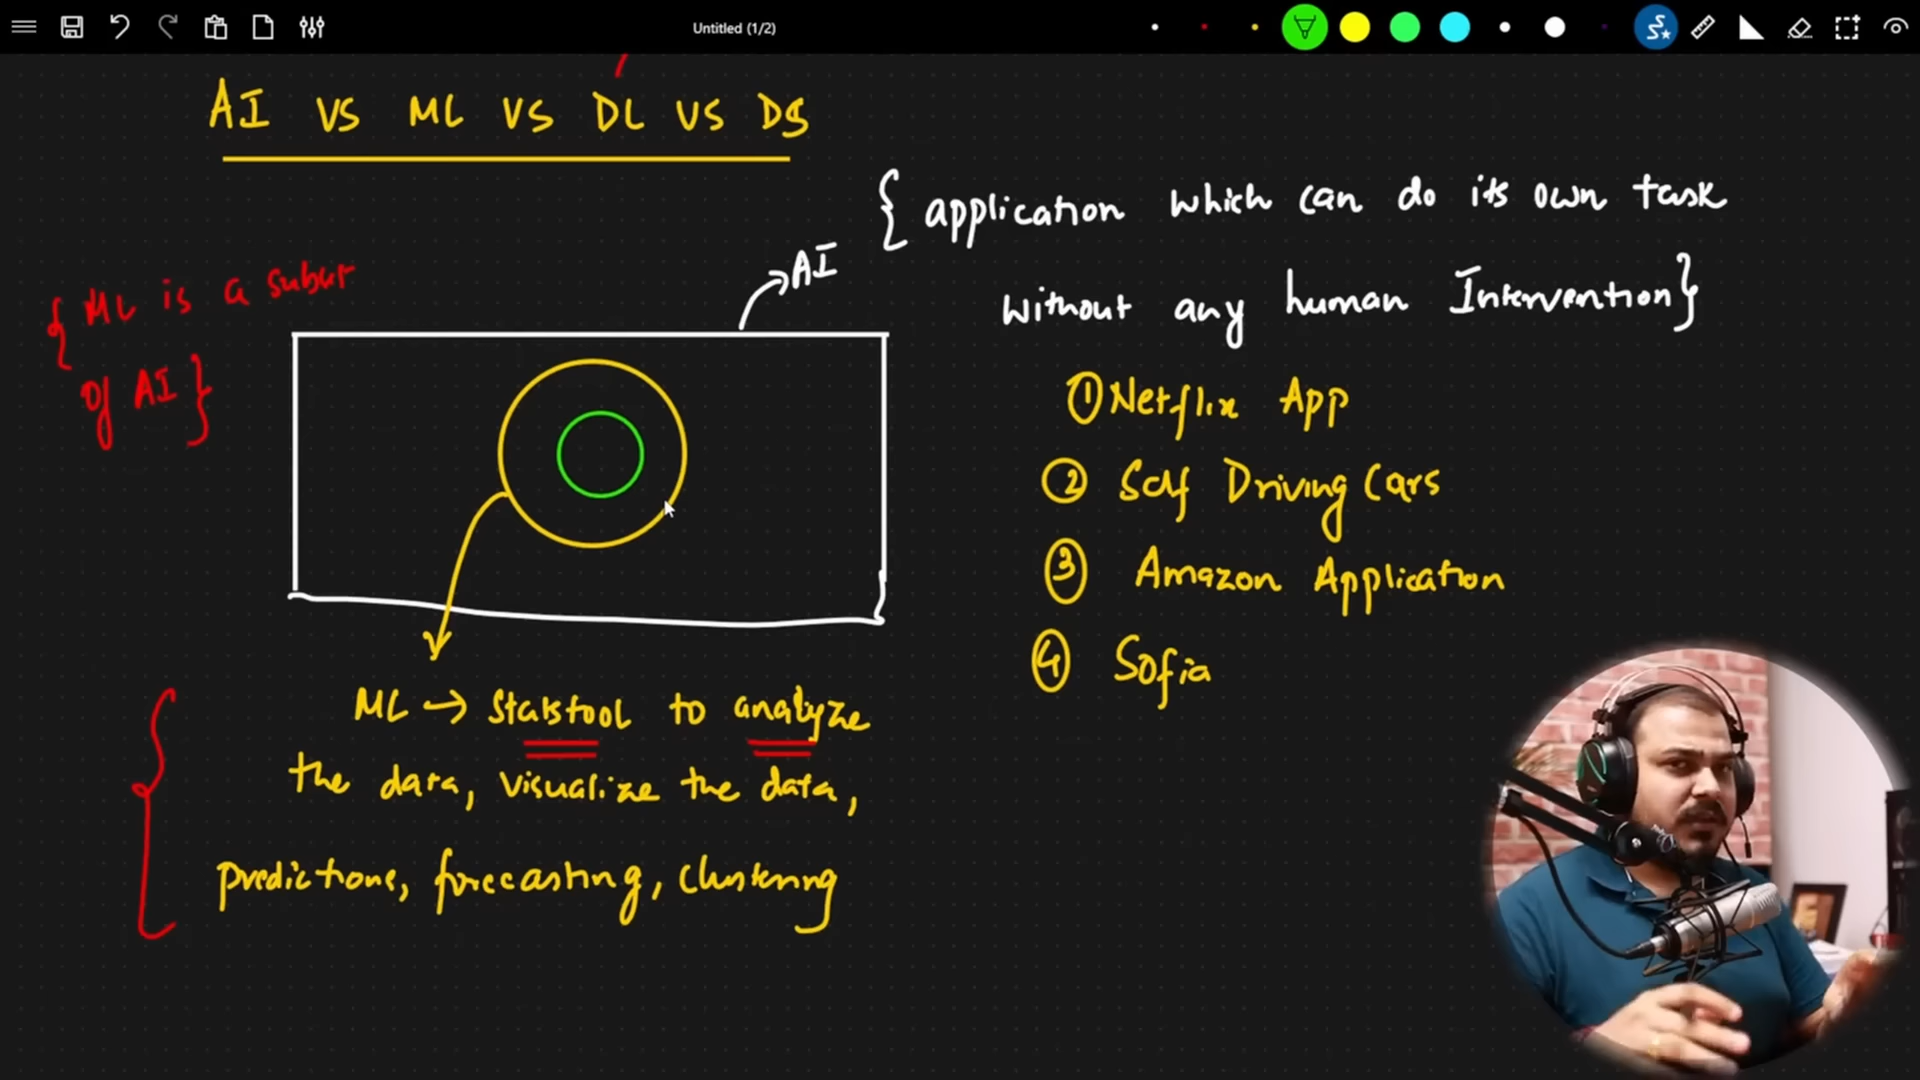 Untitled (1/2)
AI VS ML VS DL VS DS
{ application which can do its own task
without any human Intervention}
AI
{ ML is a subset
of AI }
① Netflix App
② Self Driving Cars
③ Amazon Application
④ Sofia
ML → Statstool to analyze
the data, visualize the data,
predictions, forecasting, clustering